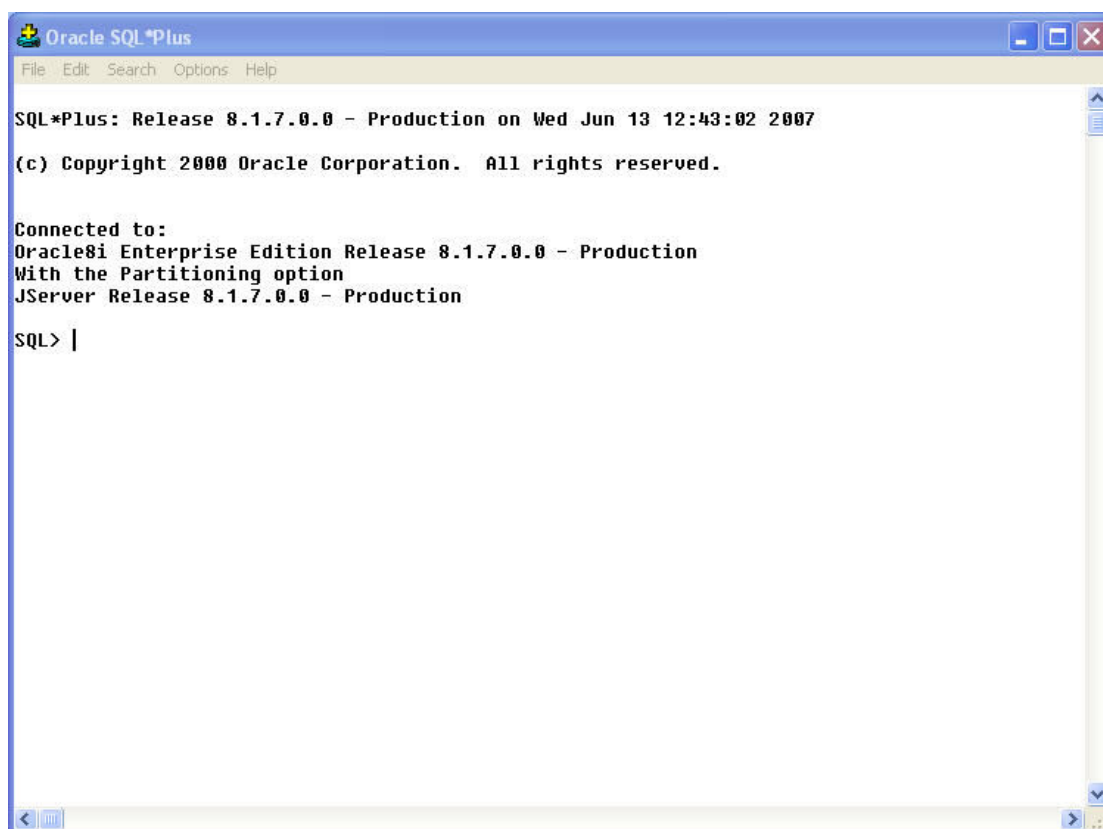 Oracle SQL*Plus
File Edit Search Options Help
SQL*Plus: Release 8.1.7.0.0 - Production on Wed Jun 13 12:43:02 2007
(c) Copyright 2000 Oracle Corporation.  All rights reserved.
Connected to:
Oracle8i Enterprise Edition Release 8.1.7.0.0 - Production
With the Partitioning option
JServer Release 8.1.7.0.0 - Production
SQL>